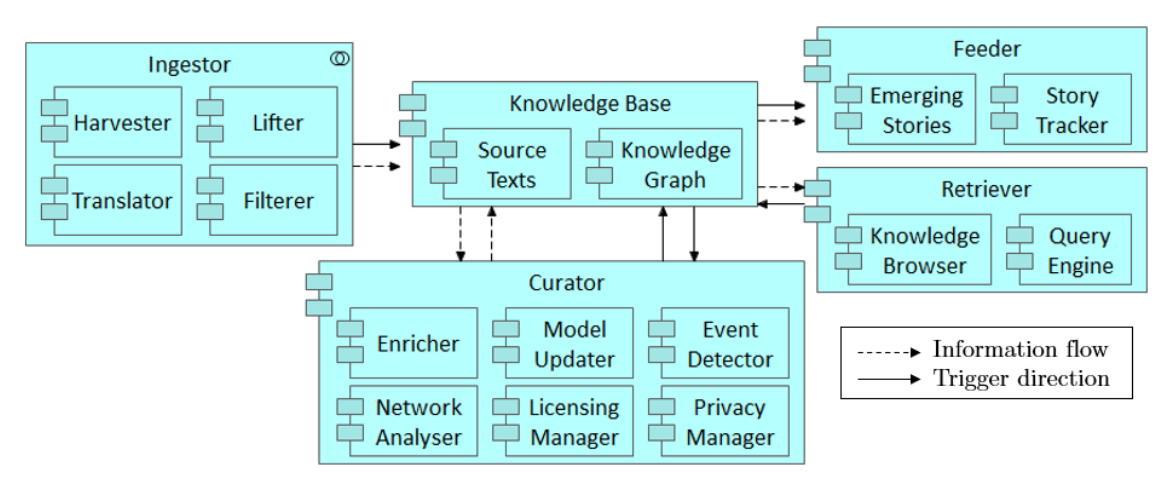 Ingestor
Harvester
Lifter
Translator
Filterer
Knowledge Base
Source
Texts
Knowledge
Graph
Feeder
Emerging
Stories
Story
Tracker
Retriever
Knowledge
Browser
Query
Engine
Curator
Enricher
Model
Updater
Event
Detector
Network
Analyser
Licensing
Manager
Privacy
Manager
Information flow
Trigger direction